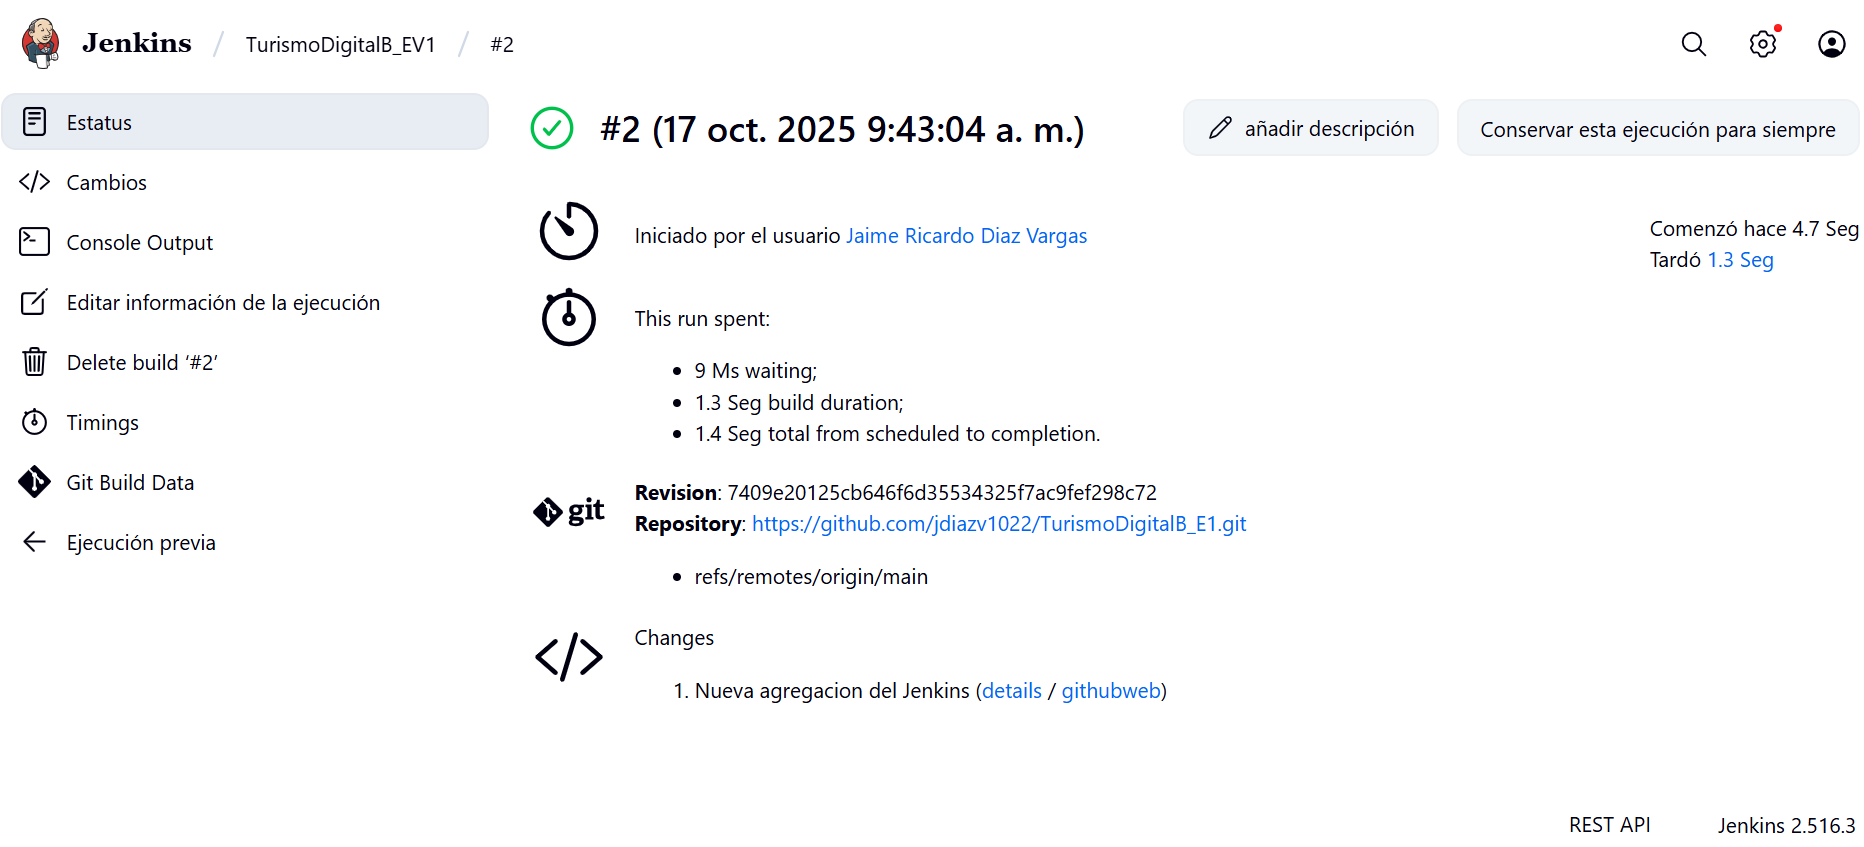 Jenkins / TurismoDigitalB_EV1 / #2
Estatus
Cambios
Console Output
Editar información de la ejecución
Delete build ‘#2’
Timings
Git Build Data
Ejecución previa
#2 (17 oct. 2025 9:43:04 a. m.)
añadir descripción
Conservar esta ejecución para siempre
Iniciado por el usuario Jaime Ricardo Diaz Vargas
Comenzó hace 4.7 Seg
Tardó 1.3 Seg
This run spent:
• 9 Ms waiting;
• 1.3 Seg build duration;
• 1.4 Seg total from scheduled to completion.
git
Revision: 7409e20125cb646f6d35534325f7ac9fef298c72
Repository: https://github.com/jdiazv1022/TurismoDigitalB_E1.git
• refs/remotes/origin/main
Changes
1. Nueva agregacion del Jenkins (details / githubweb)
REST API
Jenkins 2.516.3